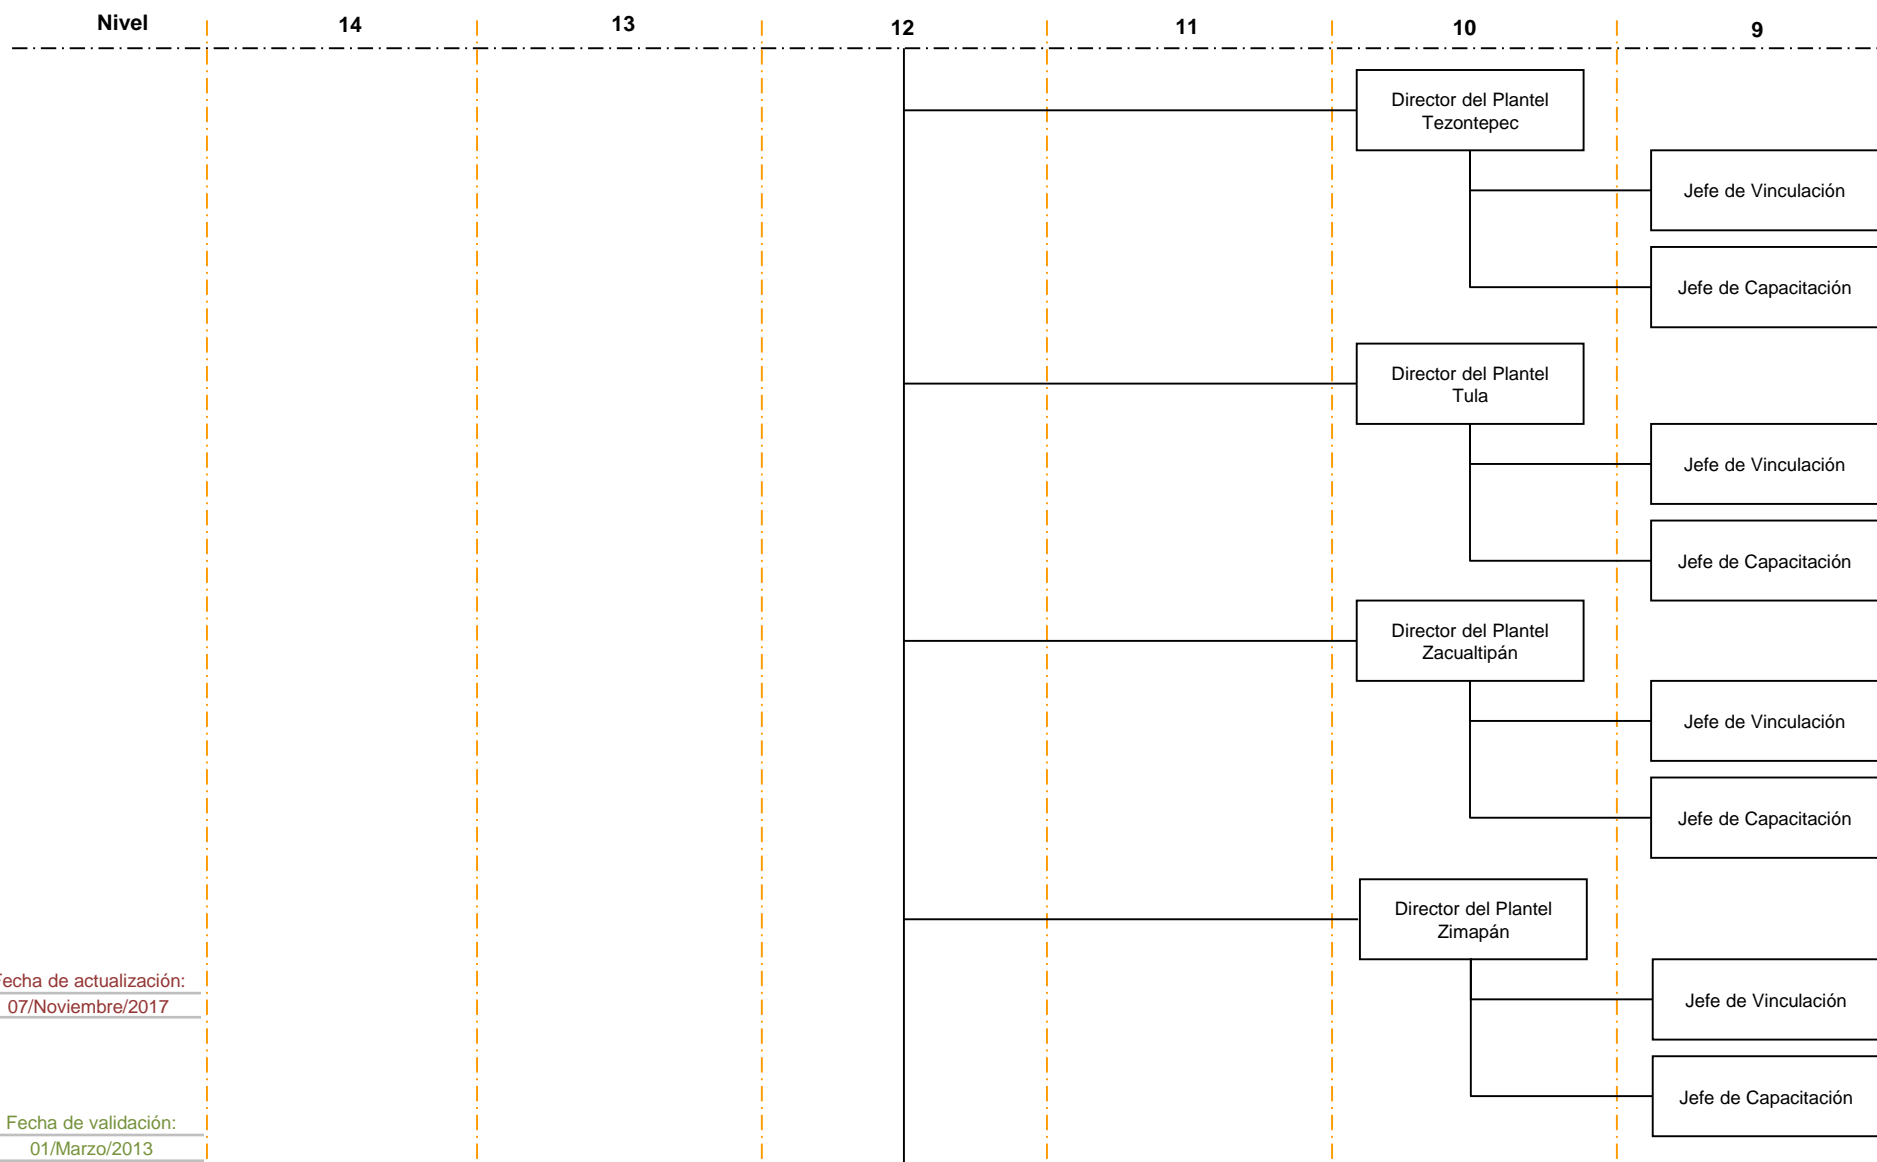 Nivel 14 13 12 11 10 9
Director del Plantel
Tezontepec
Jefe de Vinculación
Jefe de Capacitación
Director del Plantel
Tula
Jefe de Vinculación
Jefe de Capacitación
Director del Plantel
Zacualtipán
Jefe de Vinculación
Jefe de Capacitación
Director del Plantel
Zimapán
Jefe de Vinculación
Jefe de Capacitación
Fecha de actualización:
07/Noviembre/2017
Fecha de validación:
01/Marzo/2013